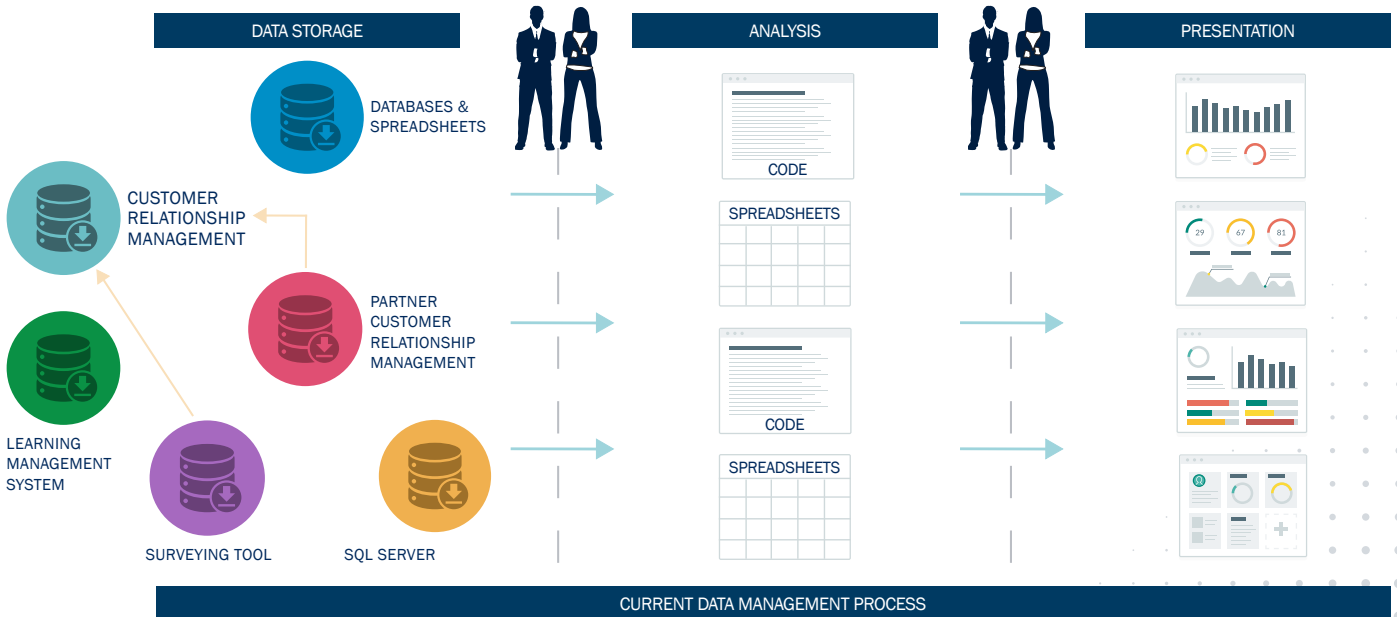 DATA STORAGE
ANALYSIS
PRESENTATION
DATABASES &
SPREADSHEETS
CUSTOMER
RELATIONSHIP
MANAGEMENT
PARTNER
CUSTOMER
RELATIONSHIP
MANAGEMENT
LEARNING
MANAGEMENT
SYSTEM
SURVEYING TOOL
SQL SERVER
CODE
SPREADSHEETS
CODE
SPREADSHEETS
29
67
81
CURRENT DATA MANAGEMENT PROCESS